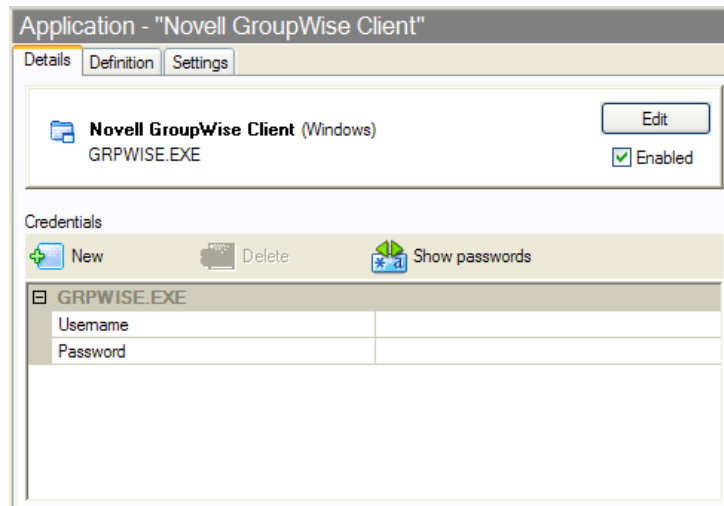 Application - "Novell GroupWise Client"
Details Definition Settings
Novell GroupWise Client (Windows) Edit
GRPWISE.EXE Enabled
Credentials
New Delete Show passwords
GRPWISE.EXE
Username
Password